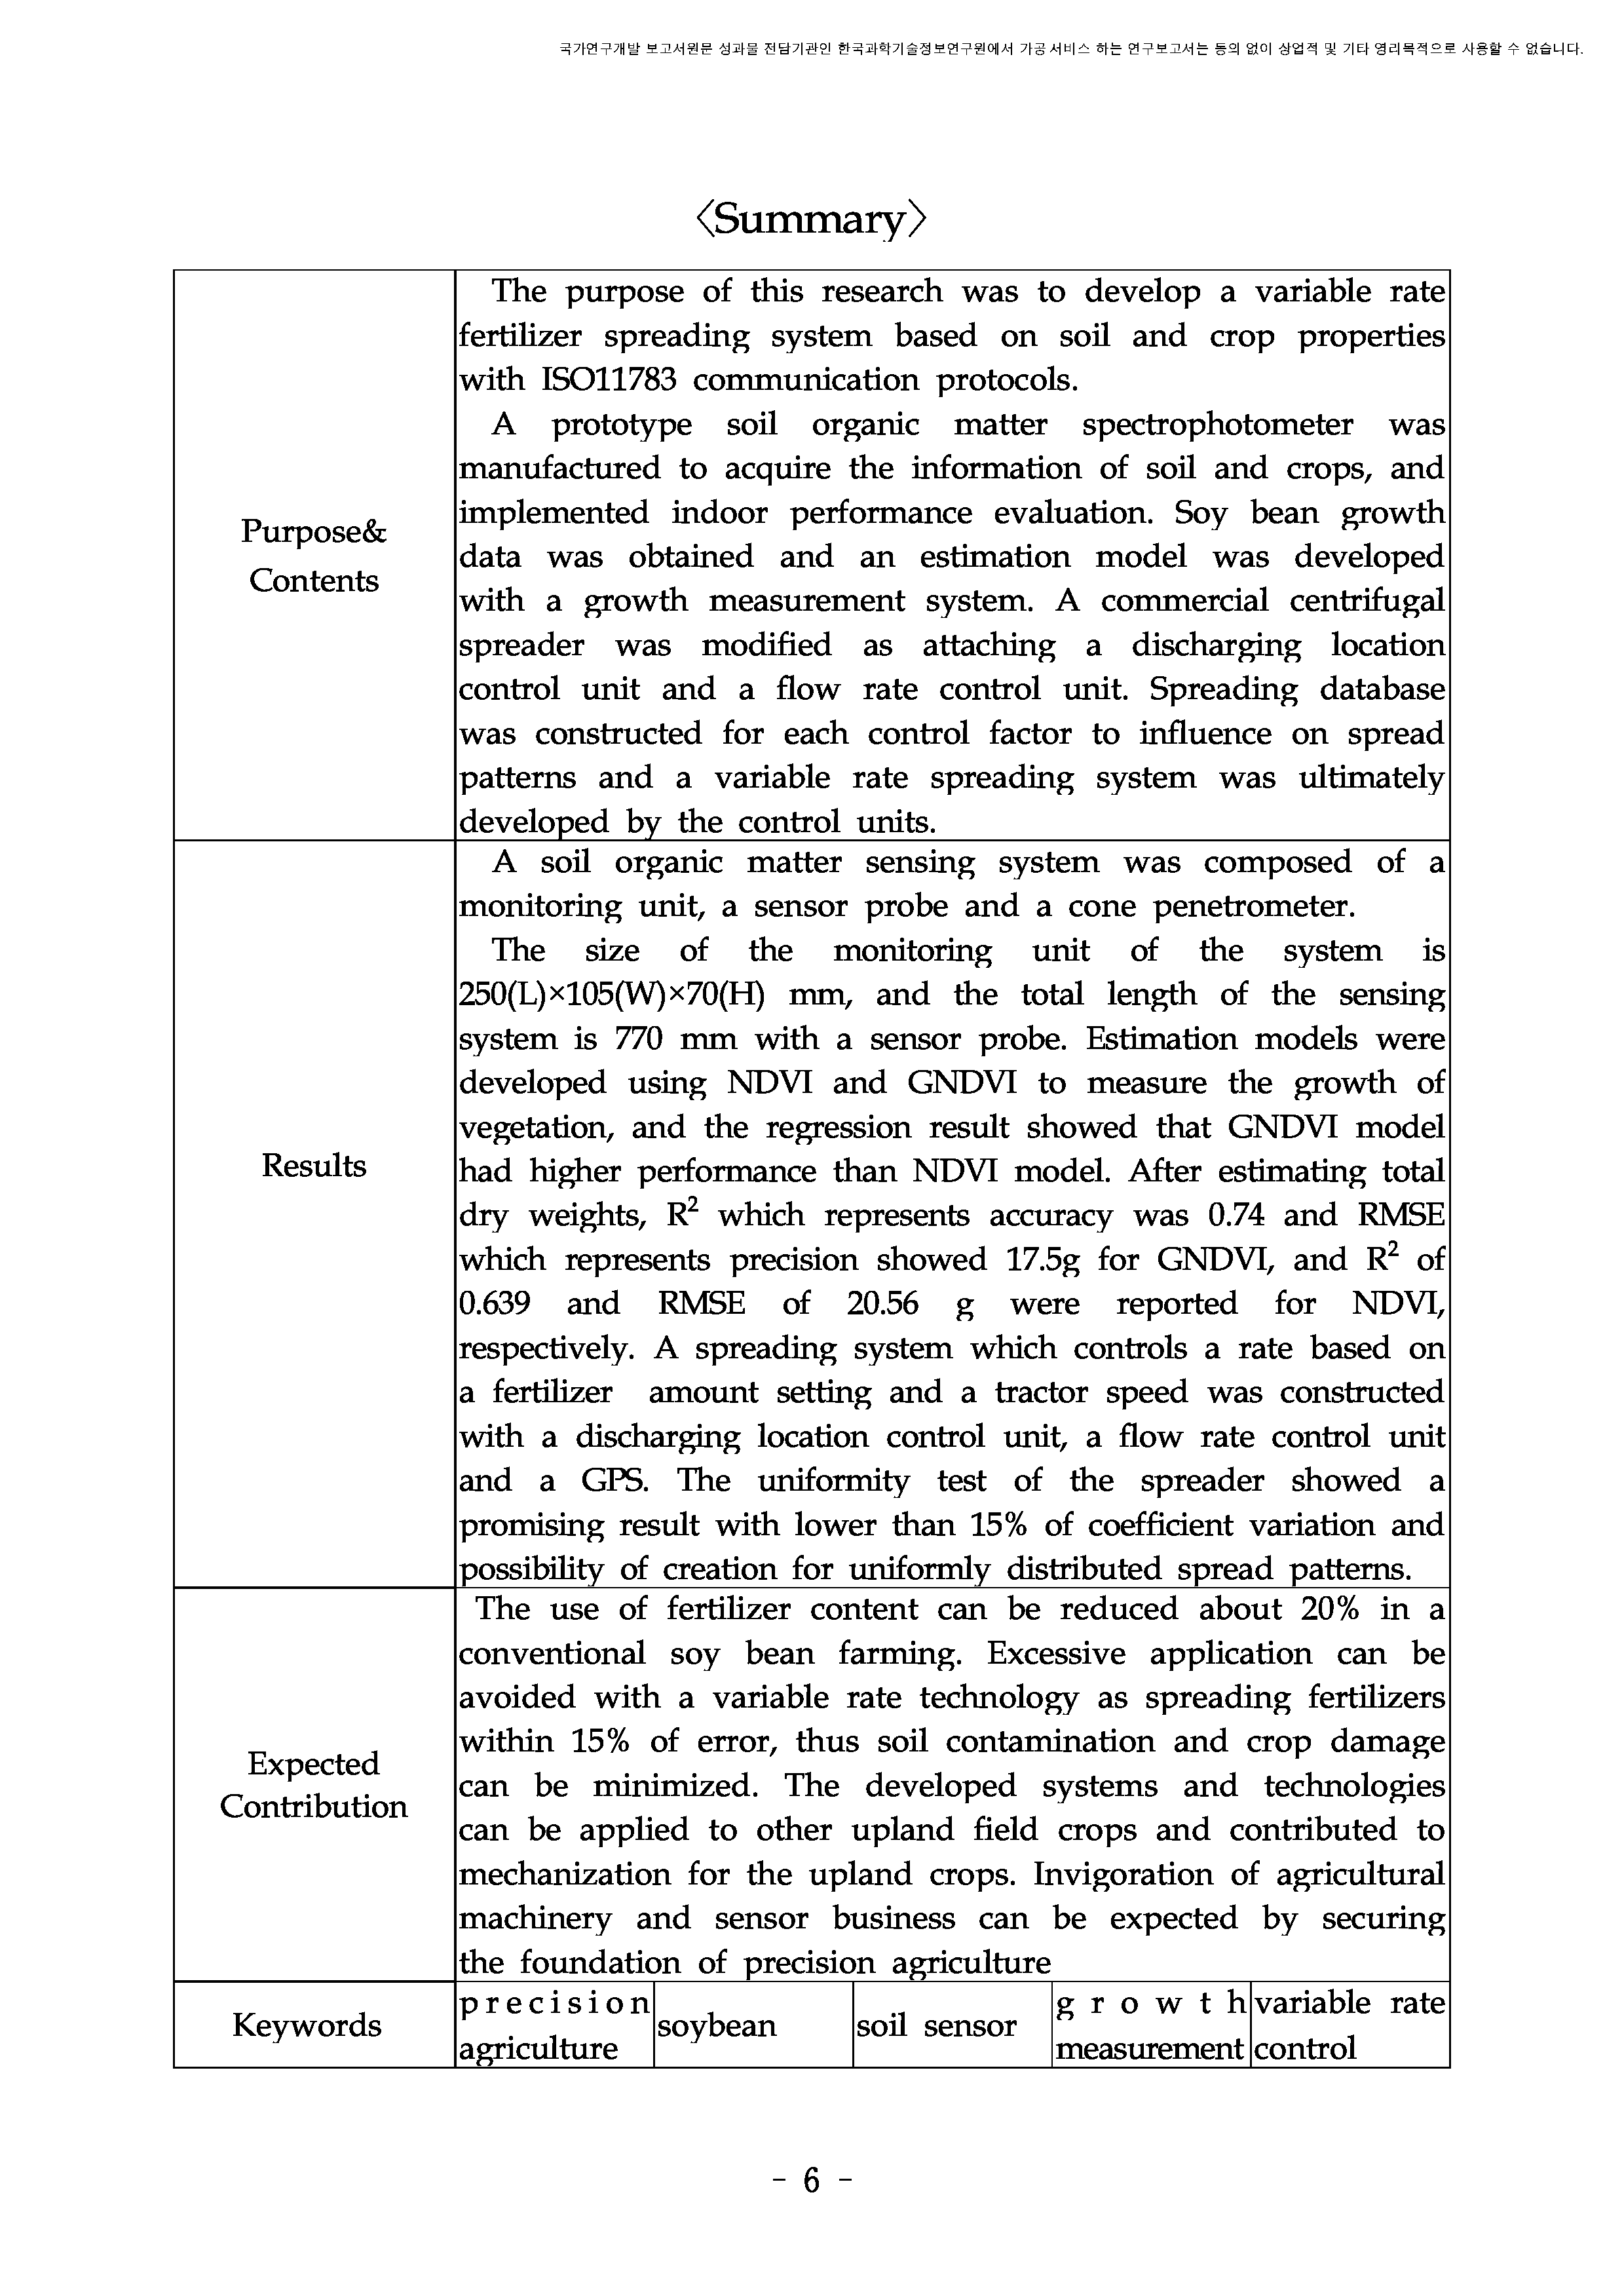 국가연구개발 보고서원문 성과물 전담기관인 한국과학기술정보연구원에서 가공·서비스 하는 연구보고서는 동의 없이 상업적 및 기타 영리목적으로 사용할 수 없습니다.
〈Summary〉
Purpose&
Contents
The purpose of this research was to develop a variable rate
fertilizer spreading system based on soil and crop properties
with ISO11783 communication protocols.
A prototype soil organic matter spectrophotometer was
manufactured to acquire the information of soil and crops, and
implemented indoor performance evaluation. Soy bean growth
data was obtained and an estimation model was developed
with a growth measurement system. A commercial centrifugal
spreader was modified as attaching a discharging location
control unit and a flow rate control unit. Spreading database
was constructed for each control factor to influence on spread
patterns and a variable rate spreading system was ultimately
developed by the control units.
Results
A soil organic matter sensing system was composed of a
monitoring unit, a sensor probe and a cone penetrometer.
The size of the monitoring unit of the system is
250(L)×105(W)×70(H) mm, and the total length of the sensing
system is 770 mm with a sensor probe. Estimation models were
developed using NDVI and GNDVI to measure the growth of
vegetation, and the regression result showed that GNDVI model
had higher performance than NDVI model. After estimating total
dry weights, R² which represents accuracy was 0.74 and RMSE
which represents precision showed 17.5g for GNDVI, and R² of
0.639 and RMSE of 20.56 g were reported for NDVI,
respectively. A spreading system which controls a rate based on
a fertilizer amount setting and a tractor speed was constructed
with a discharging location control unit, a flow rate control unit
and a GPS. The uniformity test of the spreader showed a
promising result with lower than 15% of coefficient variation and
possibility of creation for uniformly distributed spread patterns.
Expected
Contribution
The use of fertilizer content can be reduced about 20% in a
conventional soy bean farming. Excessive application can be
avoided with a variable rate technology as spreading fertilizers
within 15% of error, thus soil contamination and crop damage
can be minimized. The developed systems and technologies
can be applied to other upland field crops and contributed to
mechanization for the upland crops. Invigoration of agricultural
machinery and sensor business can be expected by securing
the foundation of precision agriculture
Keywords
precision
agriculture
soybean
soil sensor
growth
measurement
variable rate
control
- 6 -